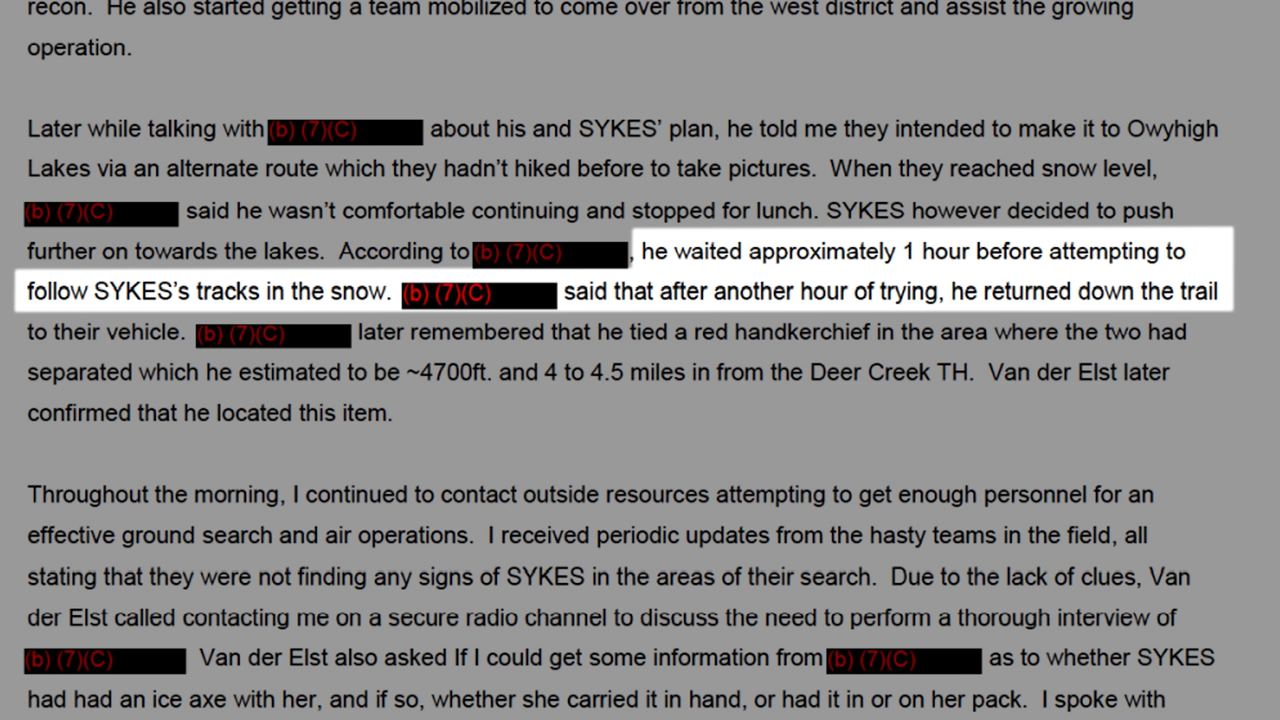 recon. He also started getting a team mobilized to come over from the west district and assist the growing
operation.
Later while talking with (b) (7)(C) about his and SYKES' plan, he told me they intended to make it to Owyhigh
Lakes via an alternate route which they hadn't hiked before to take pictures. When they reached snow level,
(b) (7)(C) said he wasn't comfortable continuing and stopped for lunch. SYKES however decided to push
further on towards the lakes. According to (b) (7)(C), he waited approximately 1 hour before attempting to
follow SYKES's tracks in the snow. (b) (7)(C) said that after another hour of trying, he returned down the trail
to their vehicle. (b) (7)(C) later remembered that he tied a red handkerchief in the area where the two had
separated which he estimated to be ~4700ft. and 4 to 4.5 miles in from the Deer Creek TH. Van der Elst later
confirmed that he located this item.
Throughout the morning, I continued to contact outside resources attempting to get enough personnel for an
effective ground search and air operations. I received periodic updates from the hasty teams in the field, all
stating that they were not finding any signs of SYKES in the areas of their search. Due to the lack of clues, Van
der Elst called contacting me on a secure radio channel to discuss the need to perform a thorough interview of
(b) (7)(C) Van der Elst also asked If I could get some information from (b) (7)(C) as to whether SYKES
had had an ice axe with her, and if so, whether she carried it in hand, or had it in or on her pack. I spoke with